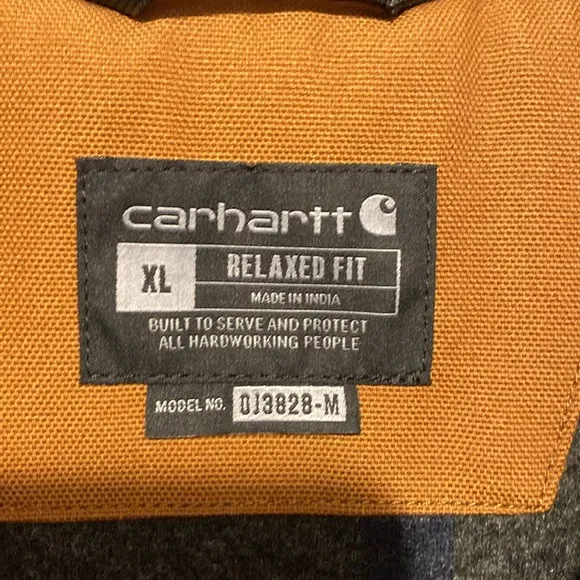 carhartt
XL
RELAXED FIT
MADE IN INDIA
BUILT TO SERVE AND PROTECT
ALL HARDWORKING PEOPLE
MODEL NO. OJ3828-M